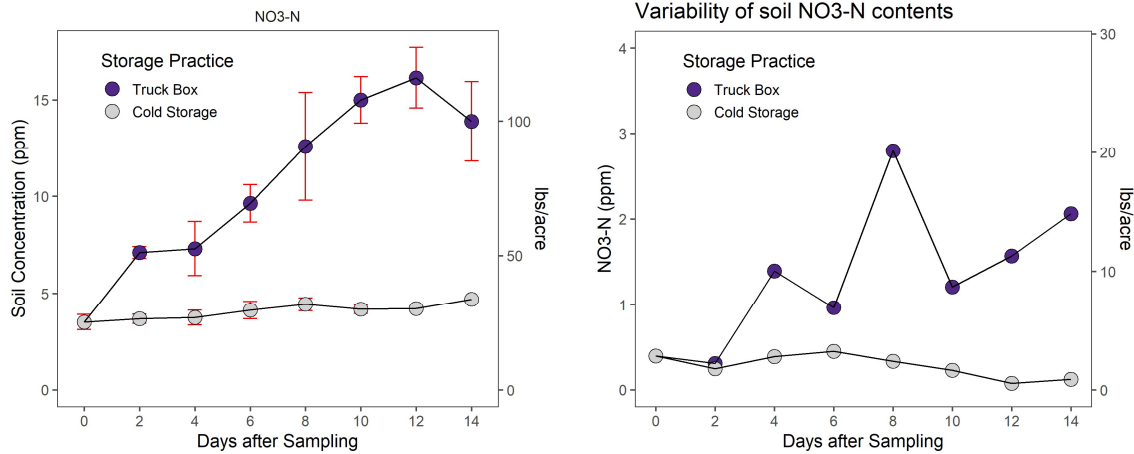 NO3-N
Storage Practice
Truck Box
Cold Storage
Soil Concentration (ppm)
15
10
5
0
100
50
0
lbs/acre
0 2 4 6 8 10 12 14
Days after Sampling
Variability of soil NO3-N contents
Storage Practice
Truck Box
Cold Storage
NO3-N (ppm)
4
3
2
1
0
30
20
10
0
lbs/acre
0 2 4 6 8 10 12 14
Days after Sampling